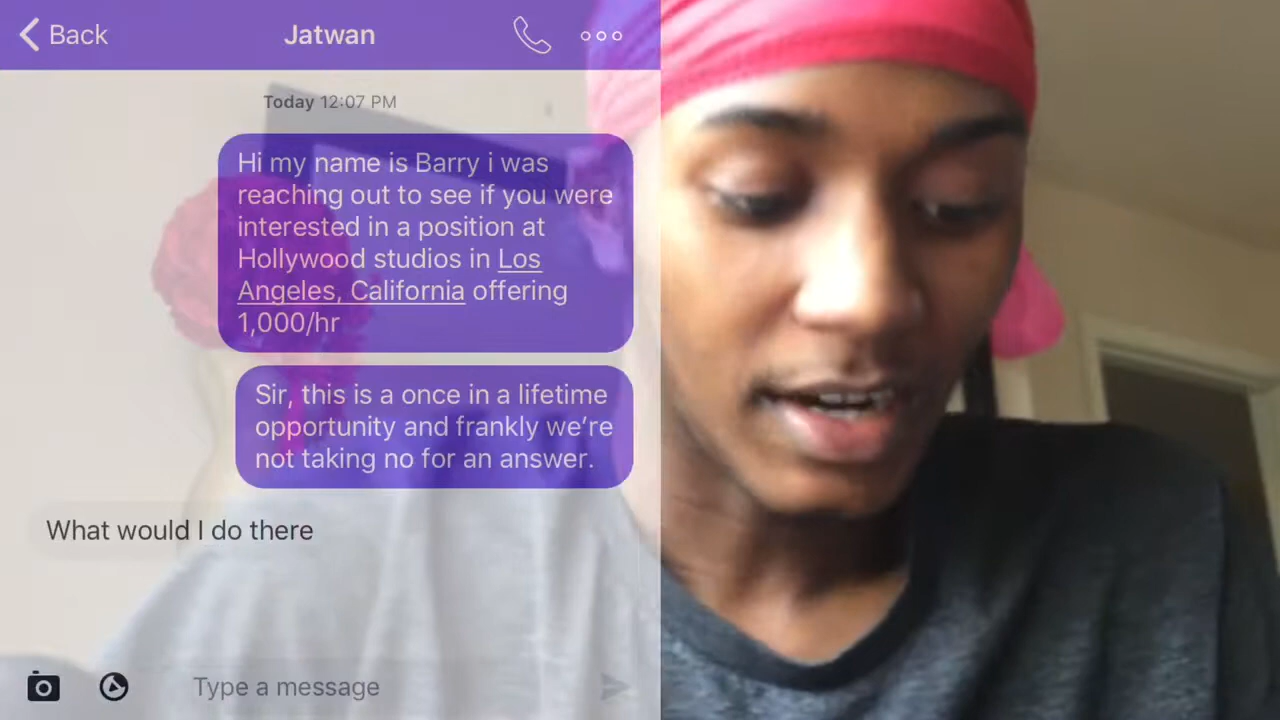 Back
Jatwan
Today 12:07 PM
Hi my name is Barry i was
reaching out to see if you were
interested in a position at
Hollywood studios in Los
Angeles, California offering
1,000/hr
Sir, this is a once in a lifetime
opportunity and frankly we’re
not taking no for an answer.
What would I do there
Type a message